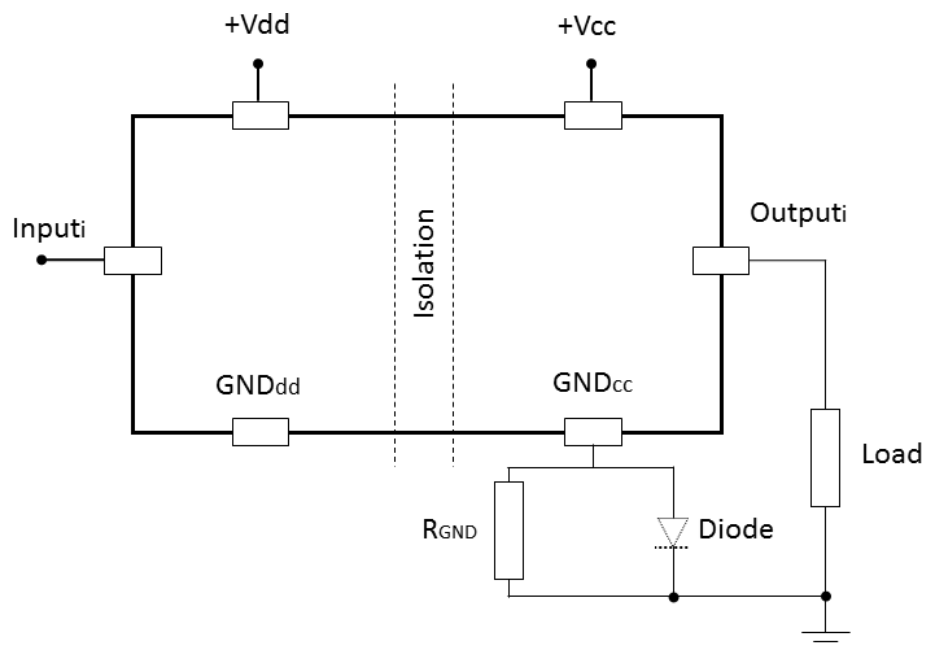 +Vdd
+Vcc
Inputi
Isolation
Outputi
GNDdd
GNDcc
Load
RGND
Diode